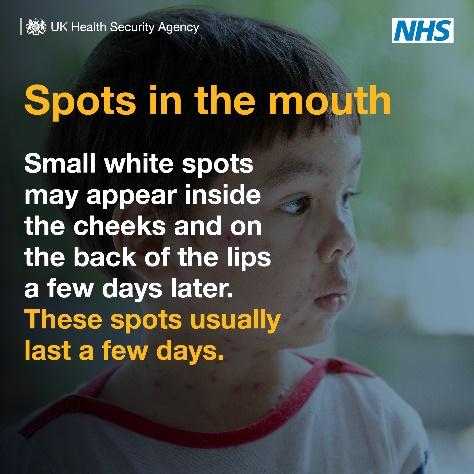 UK Health Security Agency
NHS
Spots in the mouth
Small white spots
may appear inside
the cheeks and on
the back of the lips
a few days later.
These spots usually
last a few days.